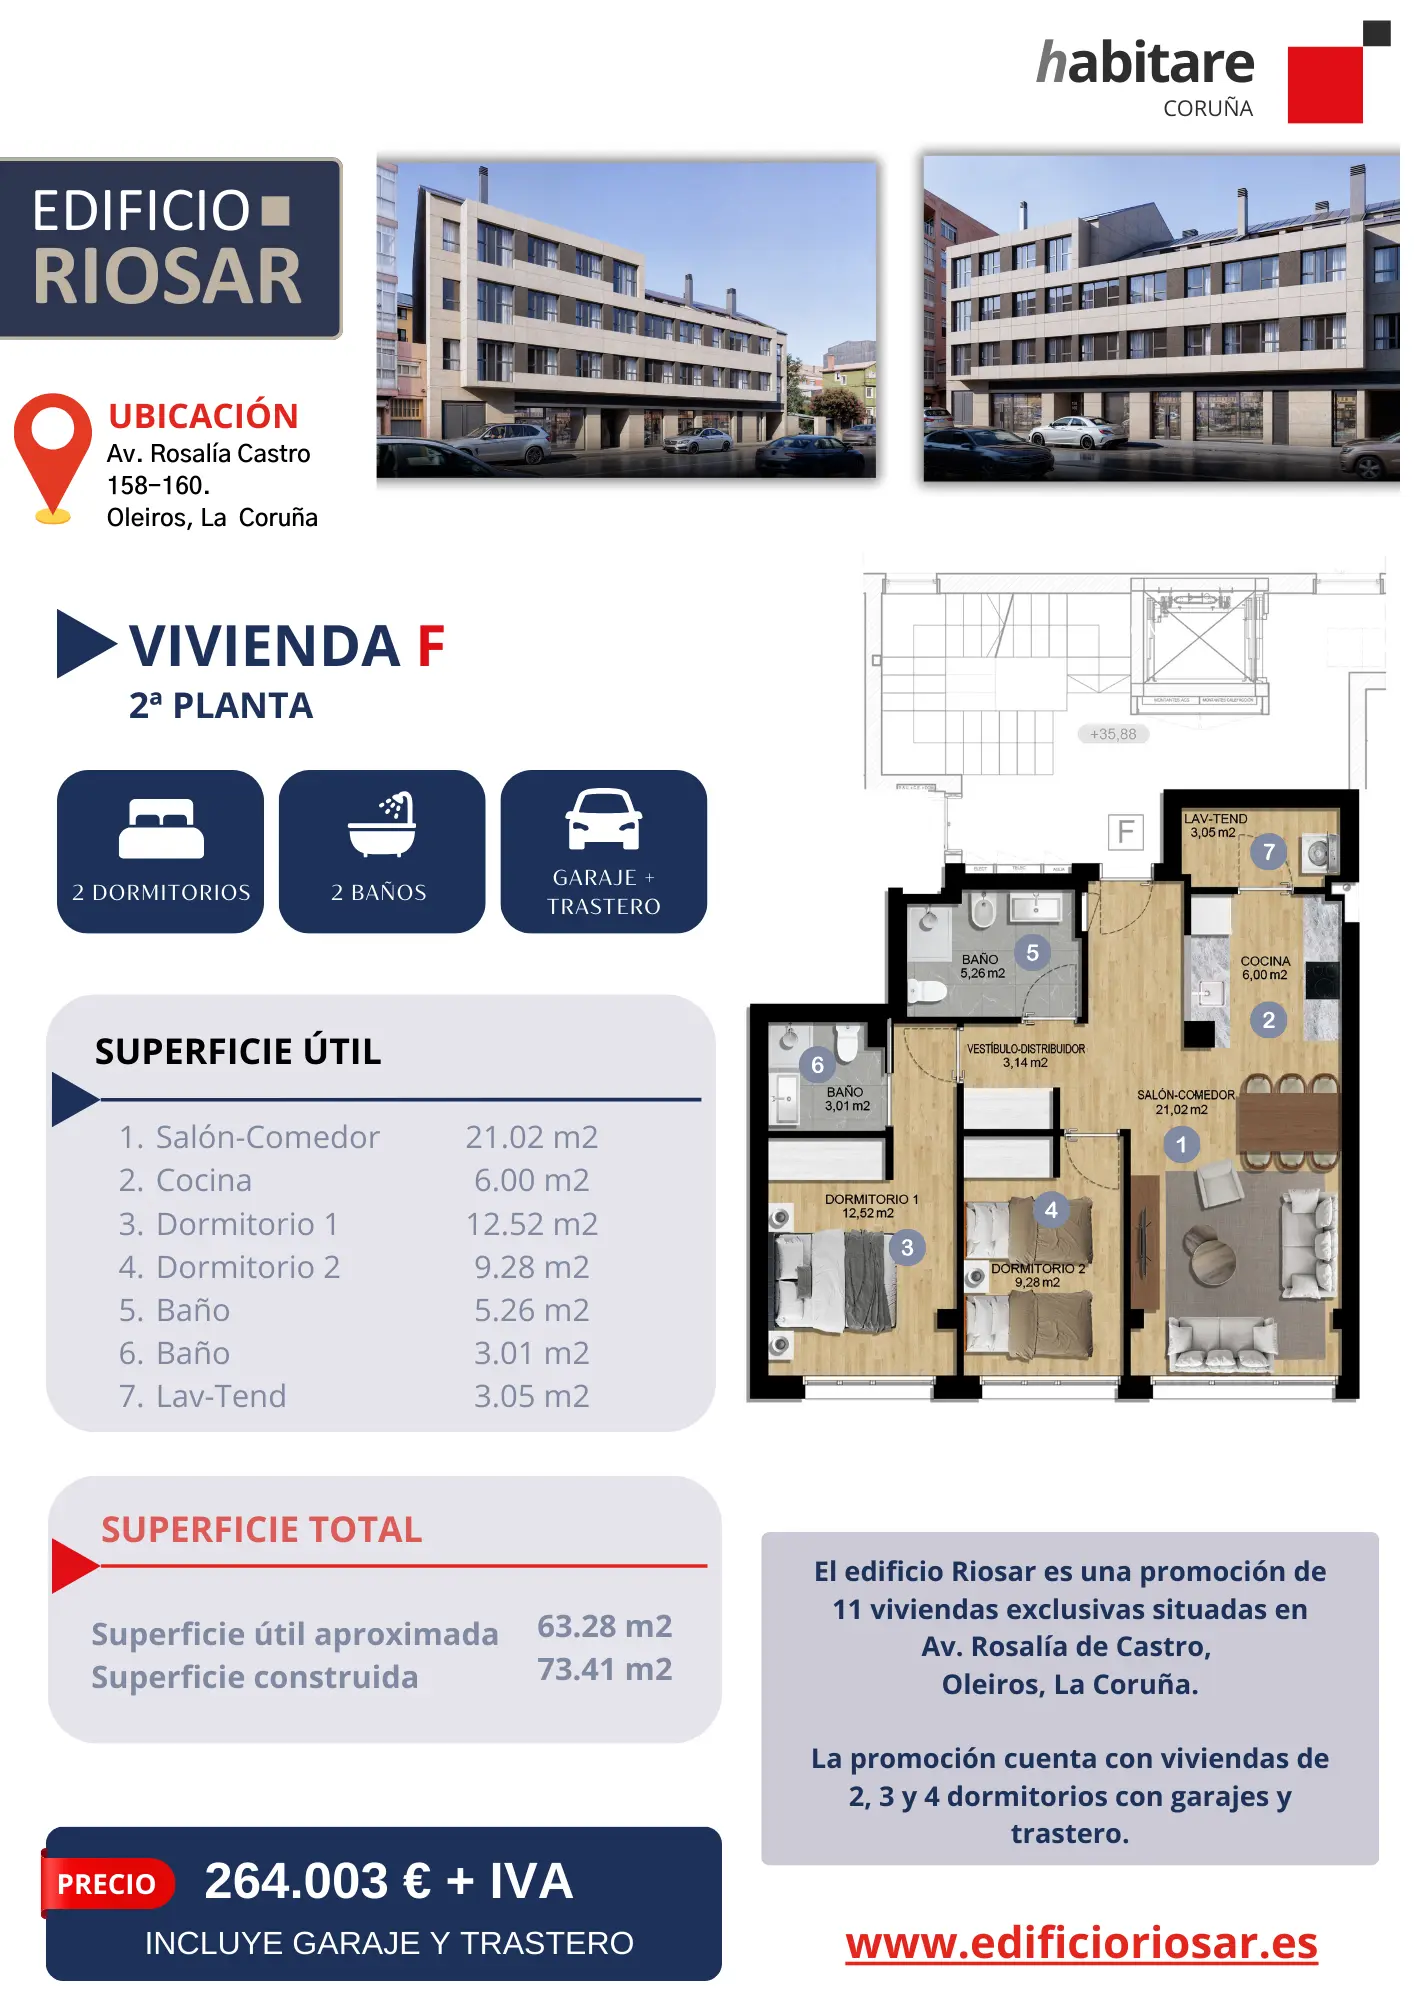 habitare
CORUÑA
EDIFICIO
RIOSAR
UBICACIÓN
Av. Rosalía Castro
158-160.
Oleiros, La Coruña
VIVIENDA F
2ª PLANTA
2 DORMITORIOS
2 BAÑOS
GARAJE +
TRASTERO
SUPERFICIE ÚTIL
1. Salón-Comedor 21.02 m2
2. Cocina 6.00 m2
3. Dormitorio 1 12.52 m2
4. Dormitorio 2 9.28 m2
5. Baño 5.26 m2
6. Baño 3.01 m2
7. Lav-Tend 3.05 m2
SUPERFICIE TOTAL
Superficie útil aproximada 63.28 m2
Superficie construida 73.41 m2
PRECIO 264.003 € + IVA
INCLUYE GARAJE Y TRASTERO
+35,88
F
LAV-TEND
3,05 m2
7
COCINA
6,00 m2
2
BAÑO
5,26 m2
5
VESTÍBULO-DISTRIBUIDOR
3,14 m2
6
BAÑO
3,01 m2
SALÓN-COMEDOR
21,02 m2
1
DORMITORIO 1
12,52 m2
3
4
DORMITORIO 2
9,28 m2
El edificio Riosar es una promoción de
11 viviendas exclusivas situadas en
Av. Rosalía de Castro,
Oleiros, La Coruña.
La promoción cuenta con viviendas de
2, 3 y 4 dormitorios con garajes y
trastero.
www.edificioriosar.es